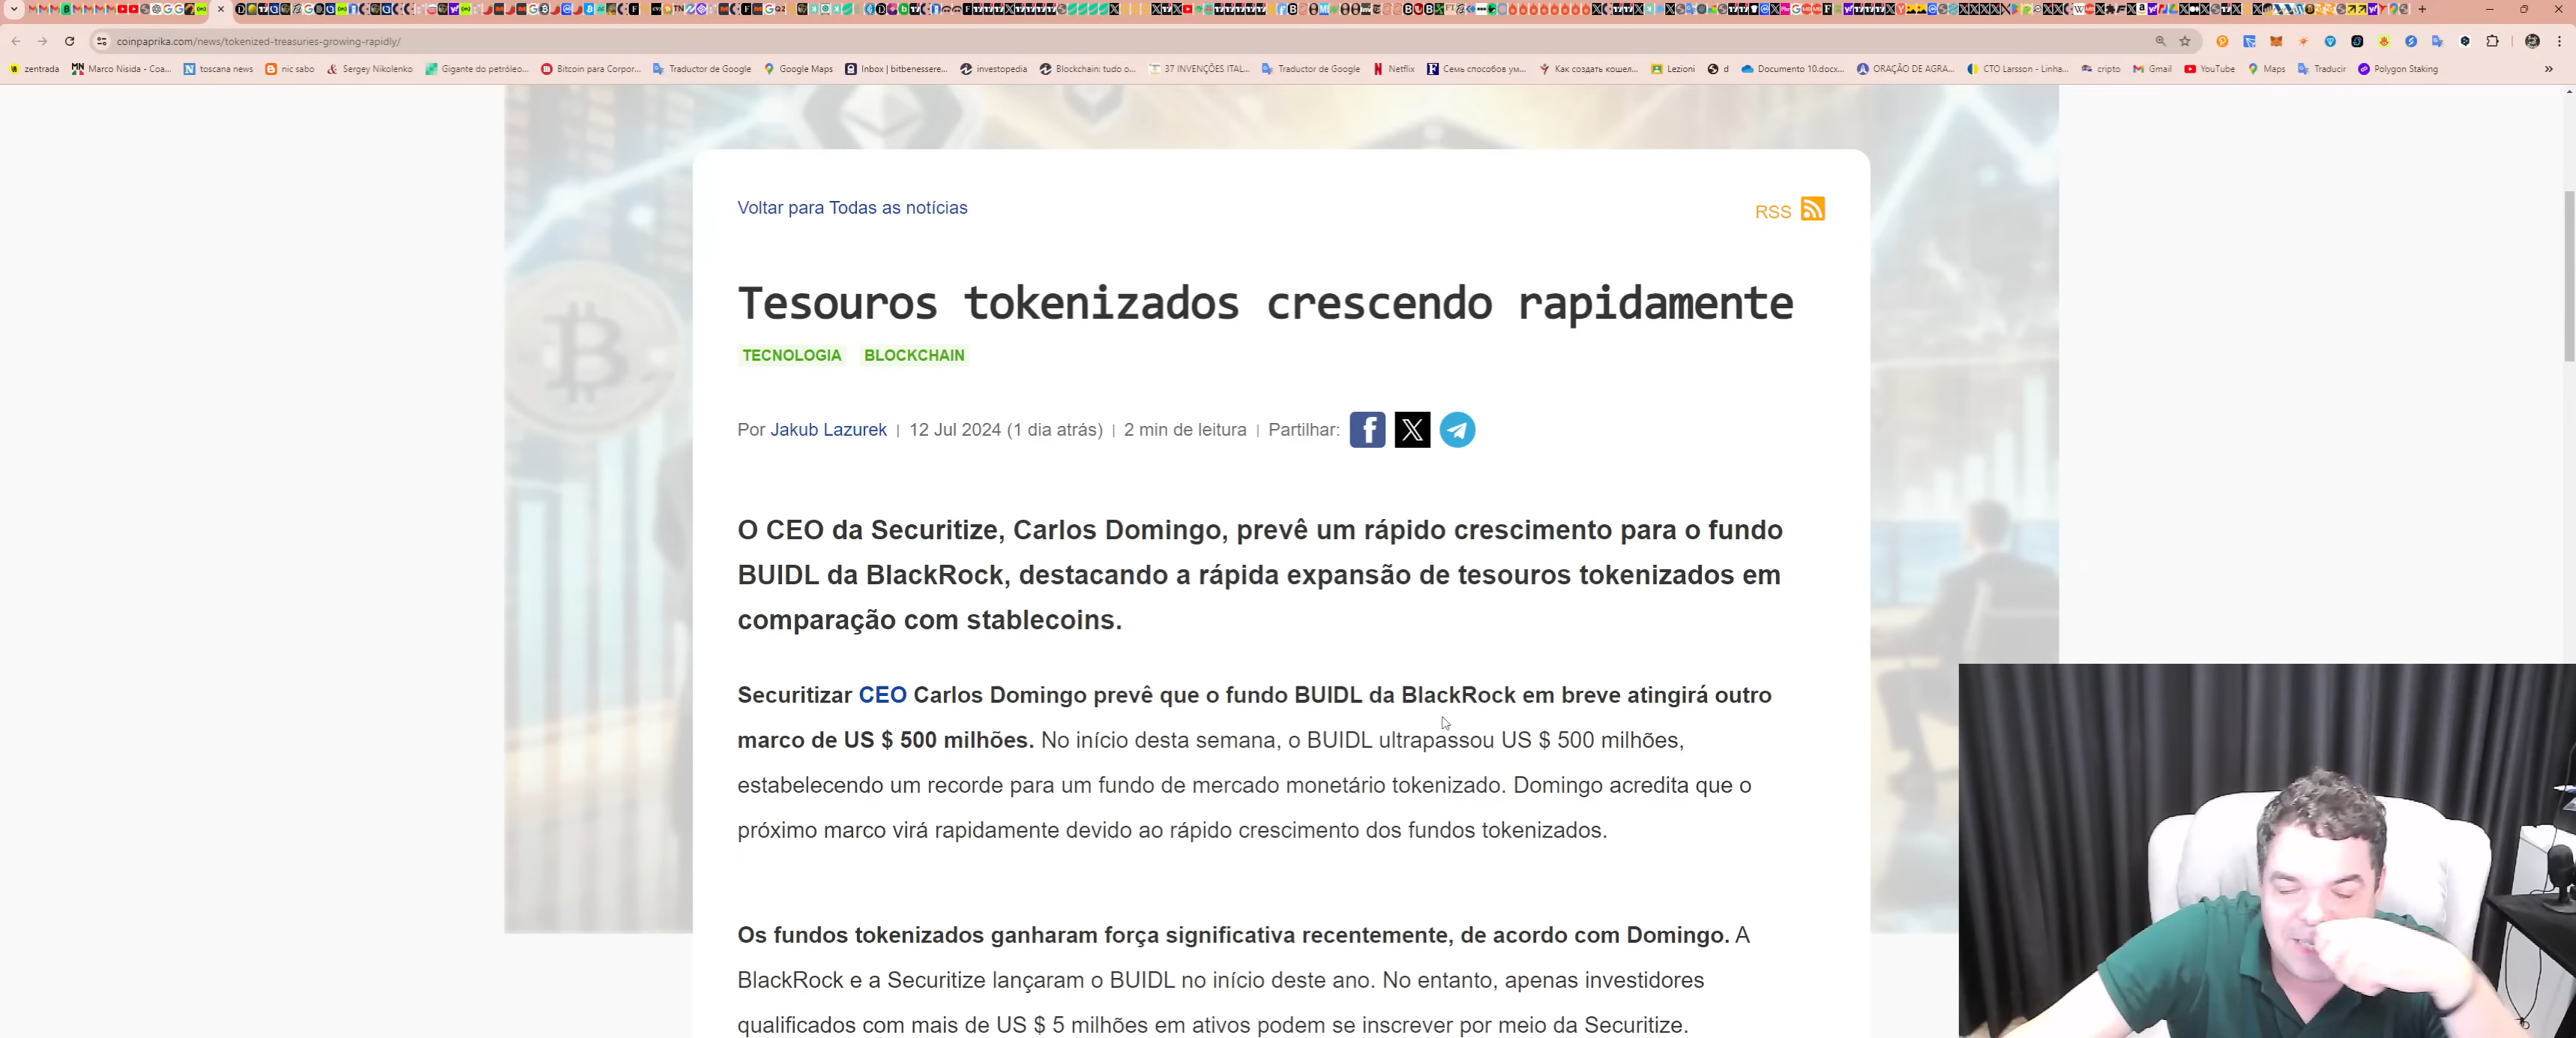 coinpaprika.com/news/tokenized-treasuries-growing-rapidly/
zentrada
Marco Nisida - Coa...
toscana news
nic sabo
Sergey Nikolenko
Gigante do petróleo...
Bitcoin para Corpor...
Traductor de Google
Google Maps
Inbox | bitbenessere...
investopedia
Blockchain: tudo o...
37 INVENÇÕES ITAL...
Traductor de Google
Netflix
Семь способов ум...
Как создать кошел...
Lezioni
d
Documento 10.docx...
ORAÇÃO DE AGRA...
CTO Larsson - Linha...
cripto
Gmail
YouTube
Maps
Traducir
Polygon Staking
Voltar para Todas as notícias
RSS
Tesouros tokenizados crescendo rapidamente
TECNOLOGIA BLOCKCHAIN
Por Jakub Lazurek | 12 Jul 2024 (1 dia atrás) | 2 min de leitura | Partilhar:
O CEO da Securitize, Carlos Domingo, prevê um rápido crescimento para o fundo
BUIDL da BlackRock, destacando a rápida expansão de tesouros tokenizados em
comparação com stablecoins.
Securitizar CEO Carlos Domingo prevê que o fundo BUIDL da BlackRock em breve atingirá outro
marco de US $ 500 milhões. No início desta semana, o BUIDL ultrapassou US $ 500 milhões,
estabelecendo um recorde para um fundo de mercado monetário tokenizado. Domingo acredita que o
próximo marco virá rapidamente devido ao rápido crescimento dos fundos tokenizados.
Os fundos tokenizados ganharam força significativa recentemente, de acordo com Domingo. A
BlackRock e a Securitize lançaram o BUIDL no início deste ano. No entanto, apenas investidores
qualificados com mais de US $ 5 milhões em ativos podem se inscrever por meio da Securitize.